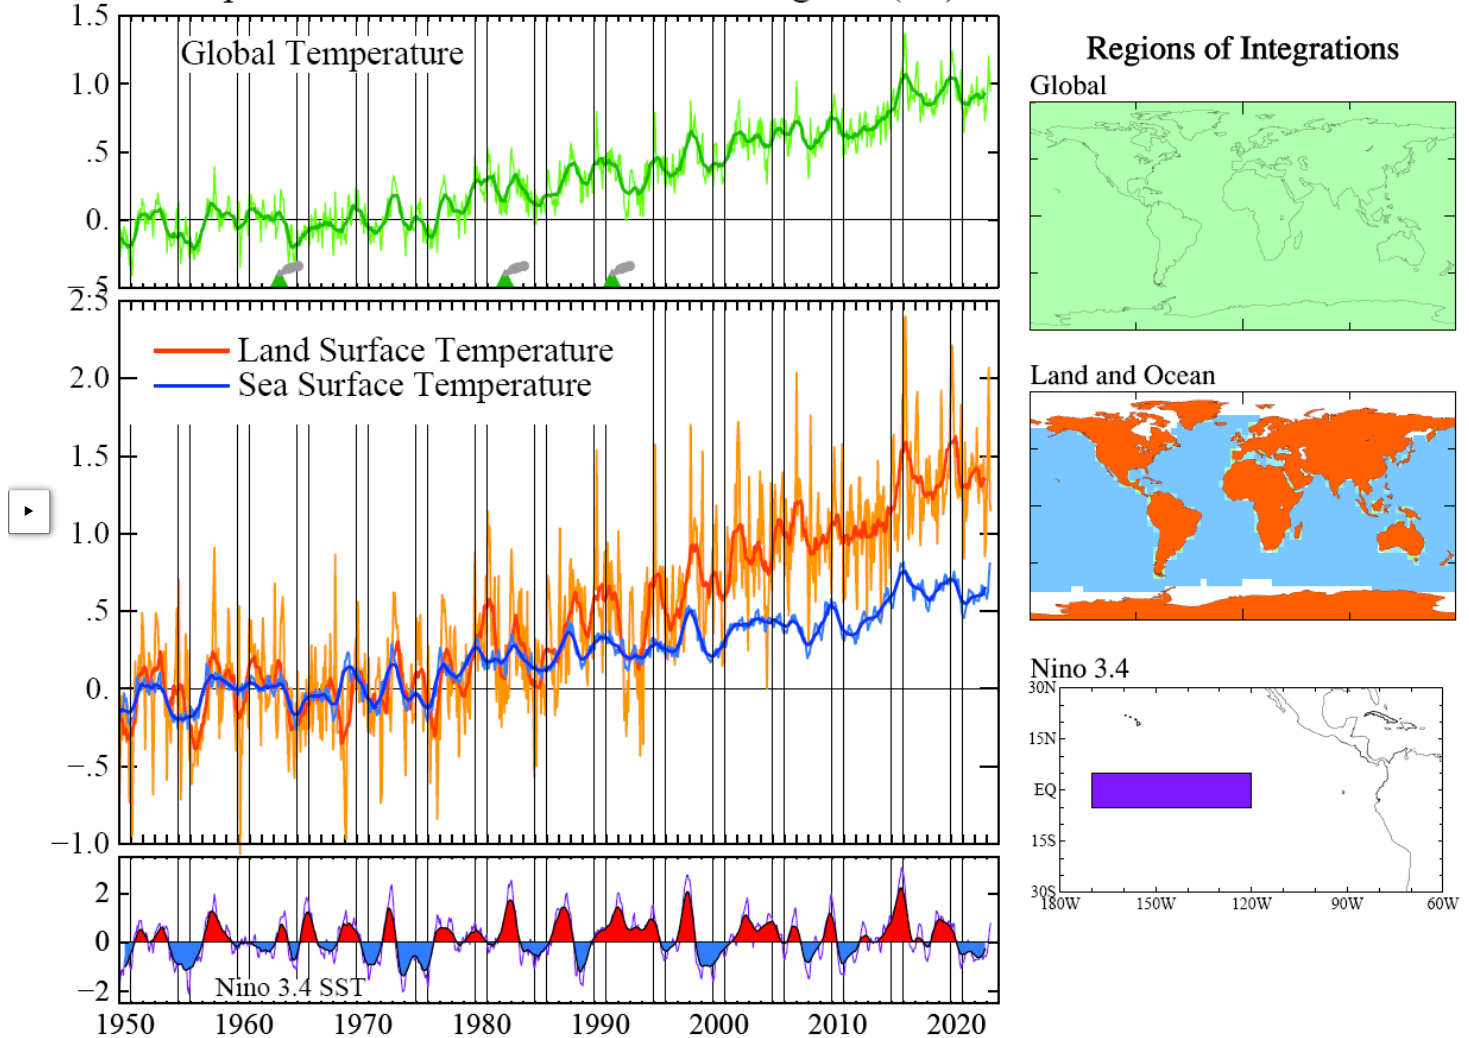 1.5
Global Temperature
1.0
.5
0.
2.5
Land Surface Temperature
Sea Surface Temperature
2.0
1.5
1.0
.5
0.
−.5
−1.0
2
0
−2
Nino 3.4 SST
1950 1960 1970 1980 1990 2000 2010 2020
Regions of Integrations
Global
Land and Ocean
Nino 3.4
30N
15N
EQ
15S
30S
180W 150W 120W 90W 60W